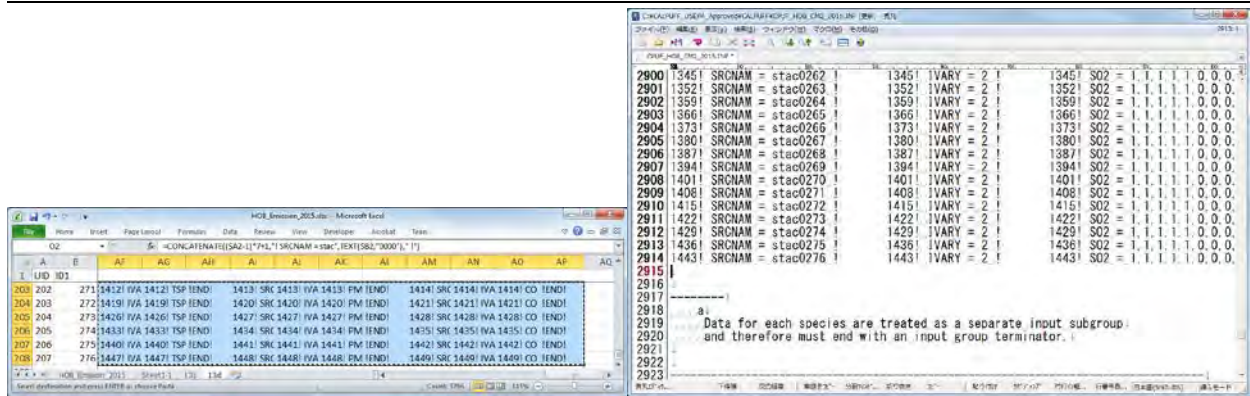 HOB_Emission_2015.xlsx - Microsoft Excel
File Home Insert Page Layout Formulas Data Review View Developer Acrobat Team
O2 fx =CONCATENATE(($A2-1)*7+1,"! SRCNAM = stac",TEXT($B2,"0000")," !")
A B AF AG AH AI AJ AK AL AM AN AO AP AQ
1 UID ID1
203 202 271 1412! IVA 1412! TSP !END! 1413! SRC 1413! IVA 1413! PM !END! 1414! SRC 1414! IVA 1414! CO !END!
204 203 272 1419! IVA 1419! TSP !END! 1420! SRC 1420! IVA 1420! PM !END! 1421! SRC 1421! IVA 1421! CO !END!
205 204 273 1426! IVA 1426! TSP !END! 1427! SRC 1427! IVA 1427! PM !END! 1428! SRC 1428! IVA 1428! CO !END!
206 205 274 1433! IVA 1433! TSP !END! 1434! SRC 1434! IVA 1434! PM !END! 1435! SRC 1435! IVA 1435! CO !END!
207 206 275 1440! IVA 1440! TSP !END! 1441! SRC 1441! IVA 1441! PM !END! 1442! SRC 1442! IVA 1442! CO !END!
208 207 276 1447! IVA 1447! TSP !END! 1448! SRC 1448! IVA 1448! PM !END! 1449! SRC 1449! IVA 1449! CO !END!
HOB_Emission_2015 Sheet1-1 13j 13d
Select destination and press ENTER or choose Paste
2900 1345! SRCNAM = stac0262 ! 1345! IVARY = 2 ! 1345! SO2 = 1,1,1,1,1,0,0,0,
2901 1352! SRCNAM = stac0263 ! 1352! IVARY = 2 ! 1352! SO2 = 1,1,1,1,1,0,0,0,
2902 1359! SRCNAM = stac0264 ! 1359! IVARY = 2 ! 1359! SO2 = 1,1,1,1,1,0,0,0,
2903 1366! SRCNAM = stac0265 ! 1366! IVARY = 2 ! 1366! SO2 = 1,1,1,1,1,0,0,0,
2904 1373! SRCNAM = stac0266 ! 1373! IVARY = 2 ! 1373! SO2 = 1,1,1,1,1,0,0,0,
2905 1380! SRCNAM = stac0267 ! 1380! IVARY = 2 ! 1380! SO2 = 1,1,1,1,1,0,0,0,
2906 1387! SRCNAM = stac0268 ! 1387! IVARY = 2 ! 1387! SO2 = 1,1,1,1,1,0,0,0,
2907 1394! SRCNAM = stac0269 ! 1394! IVARY = 2 ! 1394! SO2 = 1,1,1,1,1,0,0,0,
2908 1401! SRCNAM = stac0270 ! 1401! IVARY = 2 ! 1401! SO2 = 1,1,1,1,1,0,0,0,
2909 1408! SRCNAM = stac0271 ! 1408! IVARY = 2 ! 1408! SO2 = 1,1,1,1,1,0,0,0,
2910 1415! SRCNAM = stac0272 ! 1415! IVARY = 2 ! 1415! SO2 = 1,1,1,1,1,0,0,0,
2911 1422! SRCNAM = stac0273 ! 1422! IVARY = 2 ! 1422! SO2 = 1,1,1,1,1,0,0,0,
2912 1429! SRCNAM = stac0274 ! 1429! IVARY = 2 ! 1429! SO2 = 1,1,1,1,1,0,0,0,
2913 1436! SRCNAM = stac0275 ! 1436! IVARY = 2 ! 1436! SO2 = 1,1,1,1,1,0,0,0,
2914 1443! SRCNAM = stac0276 ! 1443! IVARY = 2 ! 1443! SO2 = 1,1,1,1,1,0,0,0,
2915
2916
2917 --------
2918 a
2919 Data for each species are treated as a separate input subgroup
2920 and therefore must end with an input group terminator.
2921
2922
2923